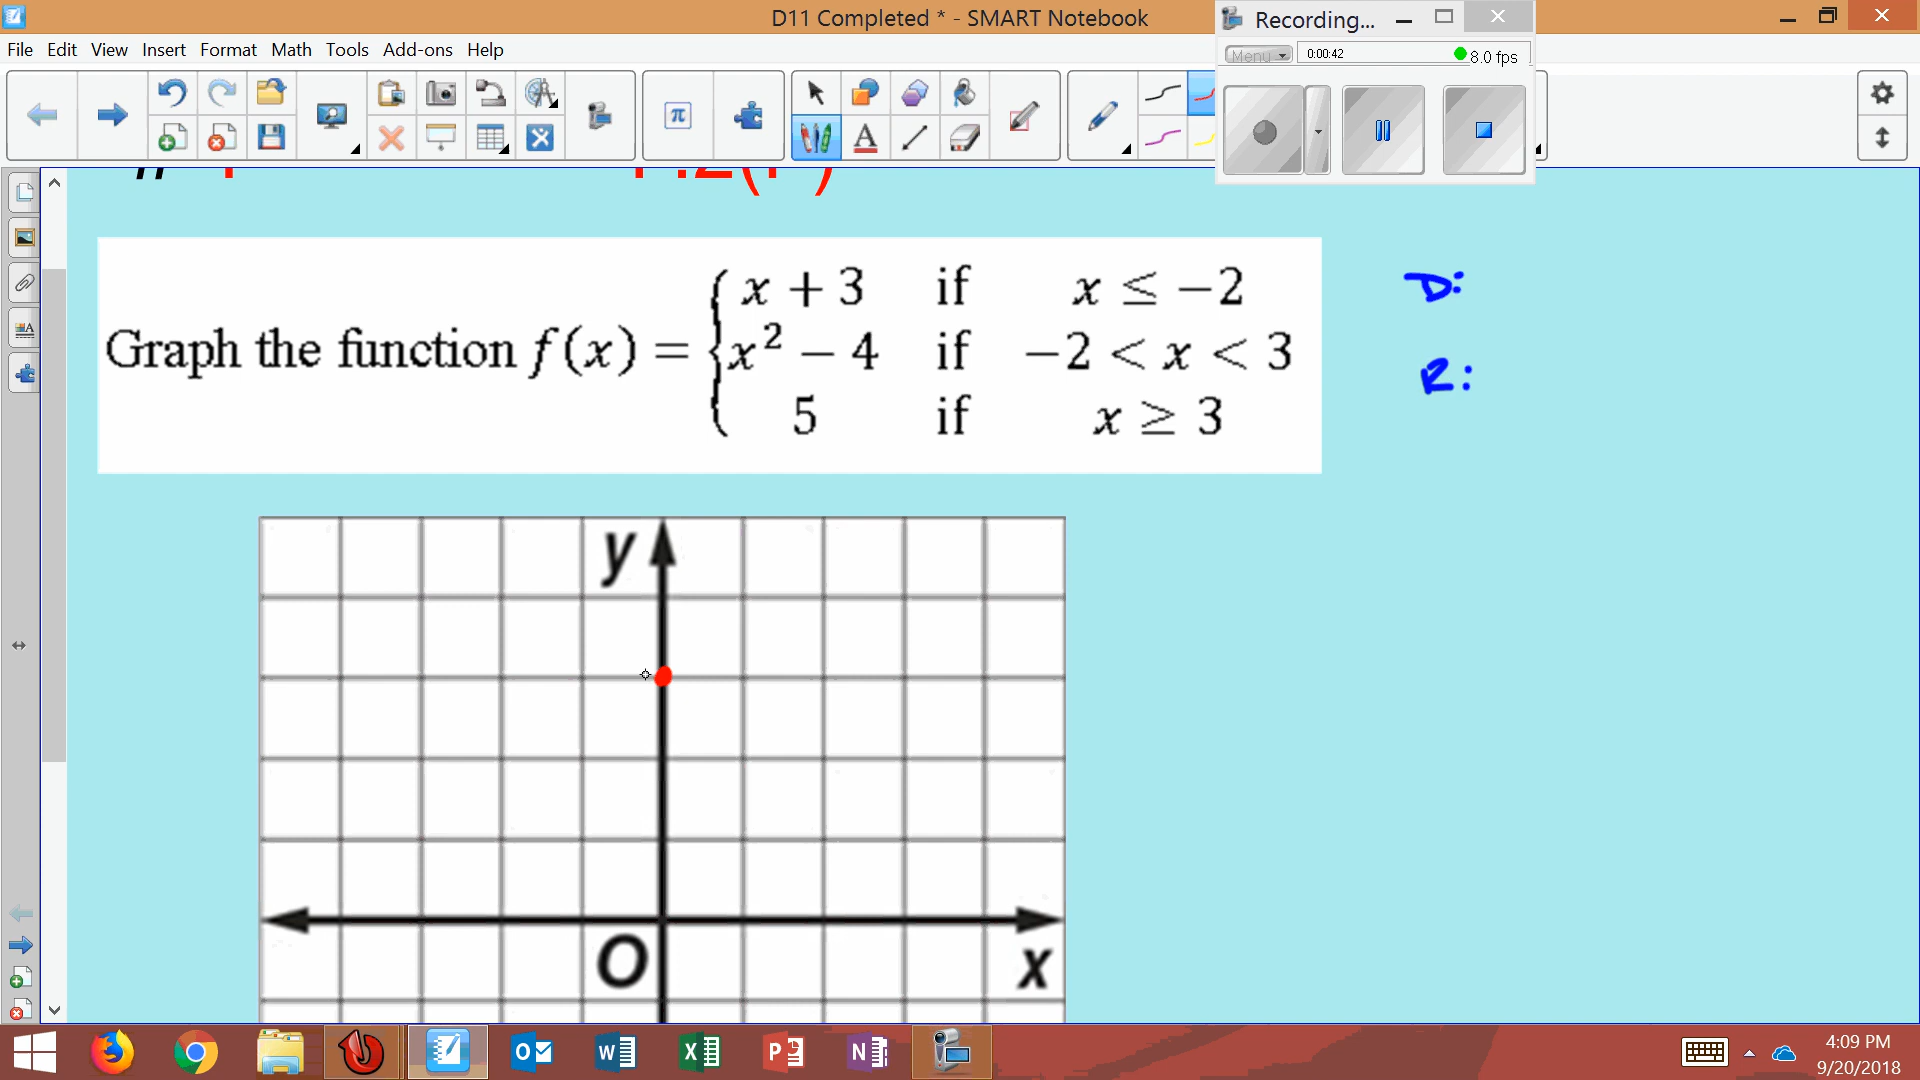 D11 Completed * - SMART Notebook
Recording...
File Edit View Insert Format Math Tools Add-ons Help
Menu
0:00:42
8.0 fps
Graph the function f(x) = { x + 3 if x ≤ −2
x² − 4 if −2 < x < 3
5 if x ≥ 3
D:
R:
y
O
x
4:09 PM
9/20/2018